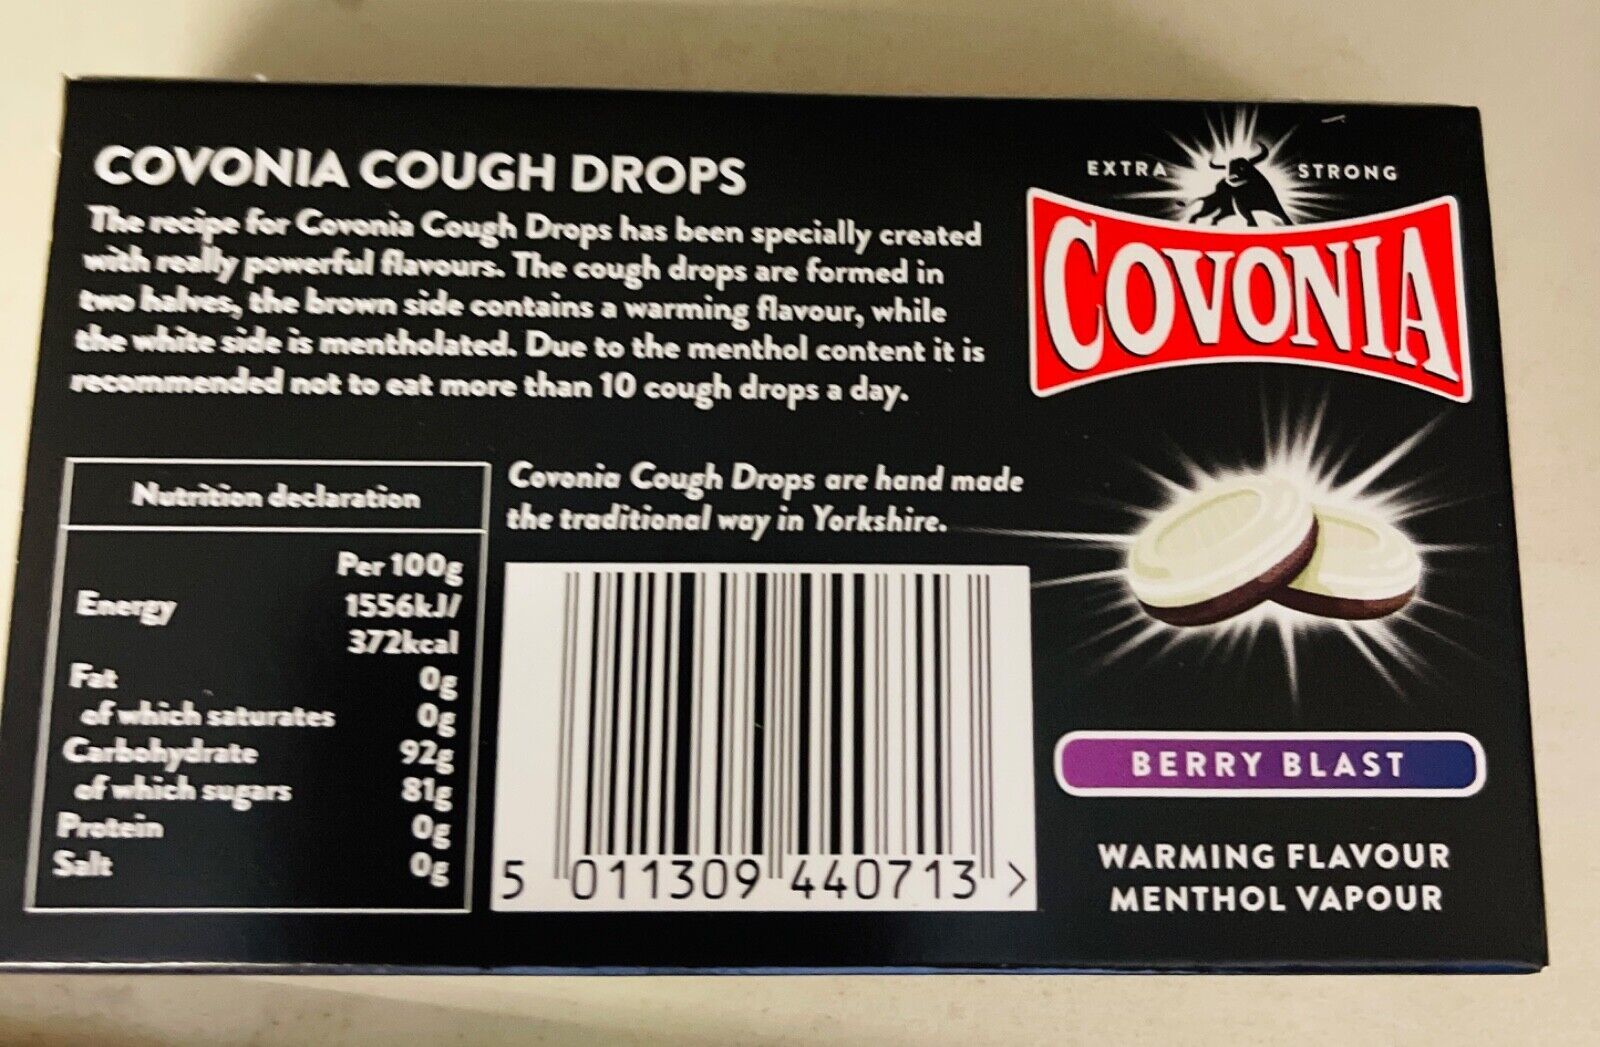 COVONIA COUGH DROPS
The recipe for Covonia Cough Drops has been specially created
with really powerful flavours. The cough drops are formed in
two halves, the brown side contains a warming flavour, while
the white side is mentholated. Due to the menthol content it is
recommended not to eat more than 10 cough drops a day.
Nutrition declaration
Per 100g
Energy 1556kJ/
372kcal
Fat 0g
of which saturates 0g
Carbohydrate 92g
of which sugars 81g
Protein 0g
Salt 0g
Covonia Cough Drops are hand made
the traditional way in Yorkshire.
5 011309 440713 >
EXTRA STRONG
COVONIA
BERRY BLAST
WARMING FLAVOUR
MENTHOL VAPOUR